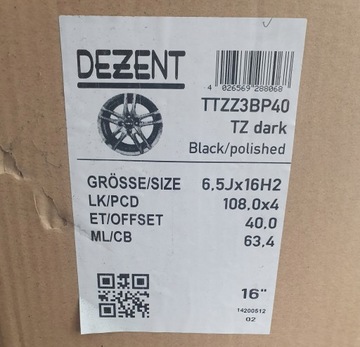 DEZENT
4 026569 288068
TTZZ3BP40
TZ dark
Black/polished
GRÖSSE/SIZE 6,5Jx16H2
LK/PCD 108,0x4
ET/OFFSET 40,0
ML/CB 63,4
16"
14200512
02